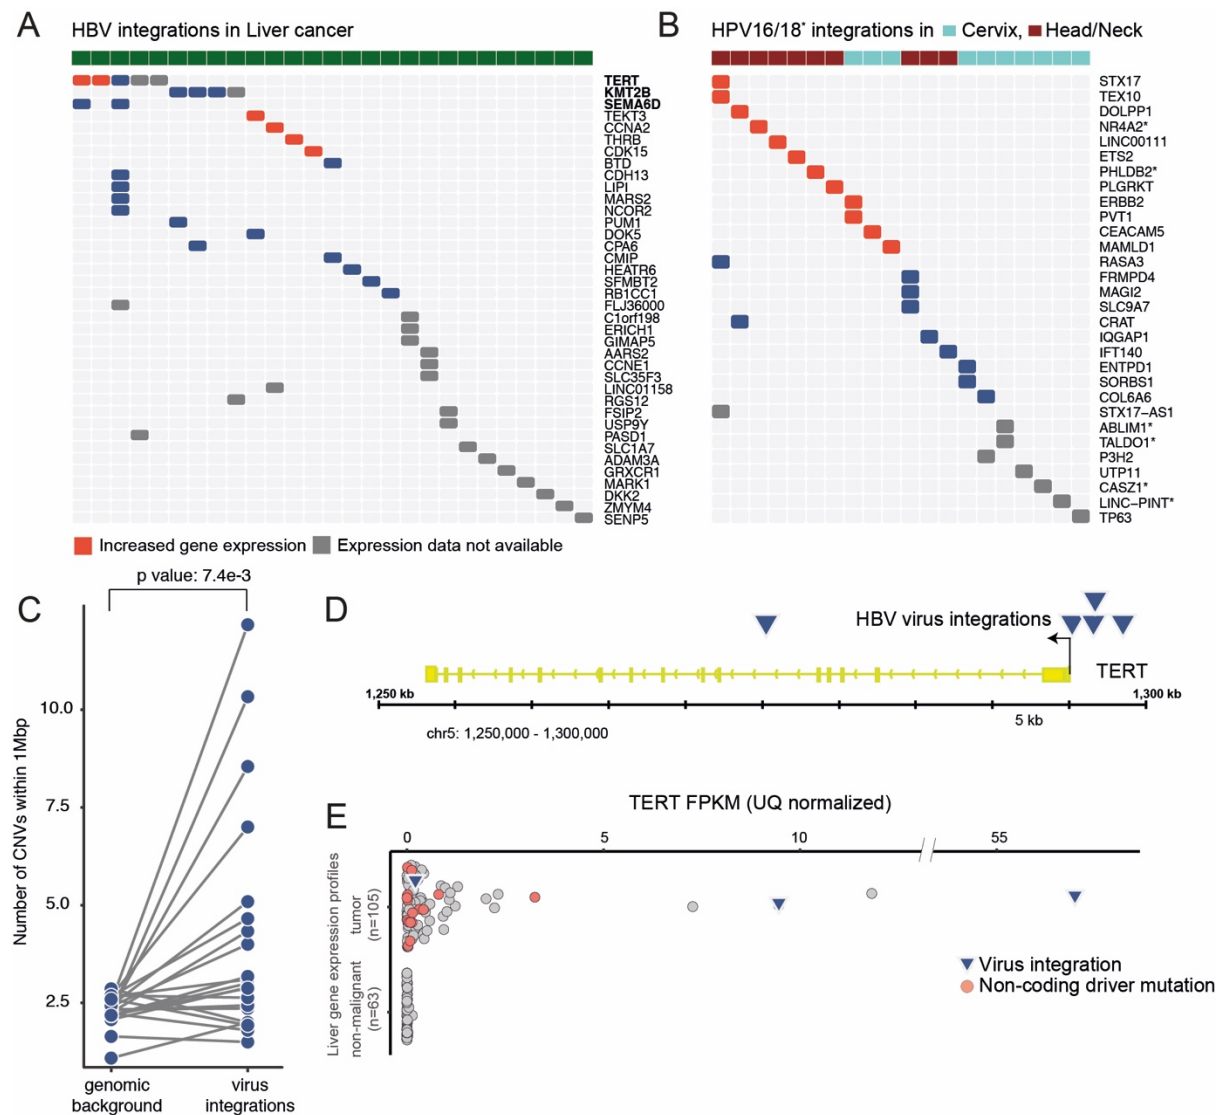 A
HBV integrations in Liver cancer
TERT
KMT2B
SEMA6D
TEKT3
CCNA2
THRB
CDK15
BTD
CDH13
LIPI
MARS2
NCOR2
PUM1
DOK5
CPA6
CMIP
HEATR6
SFMBT2
RB1CC1
FLJ36000
C1orf198
ERICH1
GIMAP5
AARS2
CCNE1
SLC35F3
LINC01158
RGS12
FSIP2
USP9Y
PASD1
SLC1A7
ADAM3A
GRXCR1
MARK1
DKK2
ZMYM4
SENP5
Increased gene expression
Expression data not available
B
HPV16/18* integrations in Cervix, Head/Neck
STX17
TEX10
DOLPP1
NR4A2*
LINC00111
ETS2
PHLDB2*
PLGRKT
ERBB2
PVT1
CEACAM5
MAMLD1
RASA3
FRMPD4
MAGI2
SLC9A7
CRAT
IQGAP1
IFT140
ENTPD1
SORBS1
COL6A6
STX17−AS1
ABLIM1*
TALDO1*
P3H2
UTP11
CASZ1*
LINC−PINT*
TP63
C
p value: 7.4e-3
Number of CNVs within 1Mbp
10.0
7.5
5.0
2.5
genomic
background
virus
integrations
D
HBV virus integrations
TERT
1,250 kb
1,300 kb
5 kb
chr5: 1,250,000 - 1,300,000
E
TERT FPKM (UQ normalized)
0 5 10 55
Liver gene expression profiles
tumor
(n=105)
non-malignant
(n=63)
Virus integration
Non-coding driver mutation